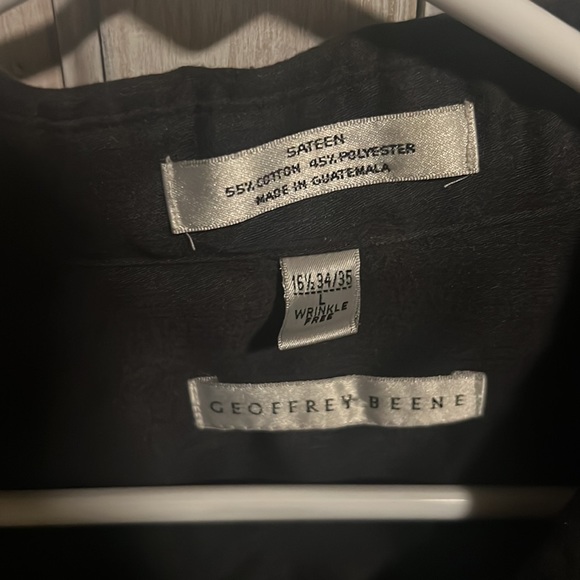 SATEEN
55% COTTON 45% POLYESTER
MADE IN GUATEMALA
16½ 34/35
L
WRINKLE
FREE
GEOFFREY BEENE